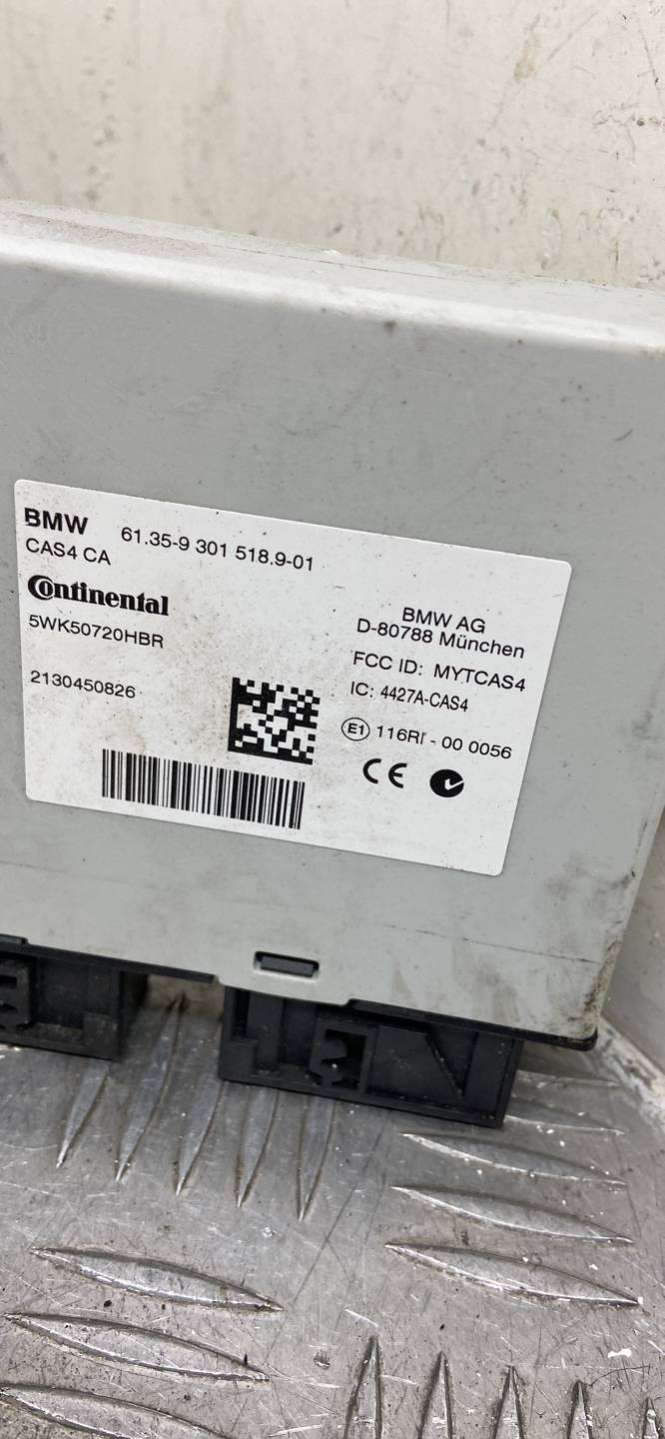 BMW 61.35-9 301 518.9-01
CAS4 CA
Continental
5WK50720HBR
2130450826
BMW AG
D-80788 München
FCC ID: MYTCAS4
IC: 4427A-CAS4
E1 116RI - 00 0056
CE